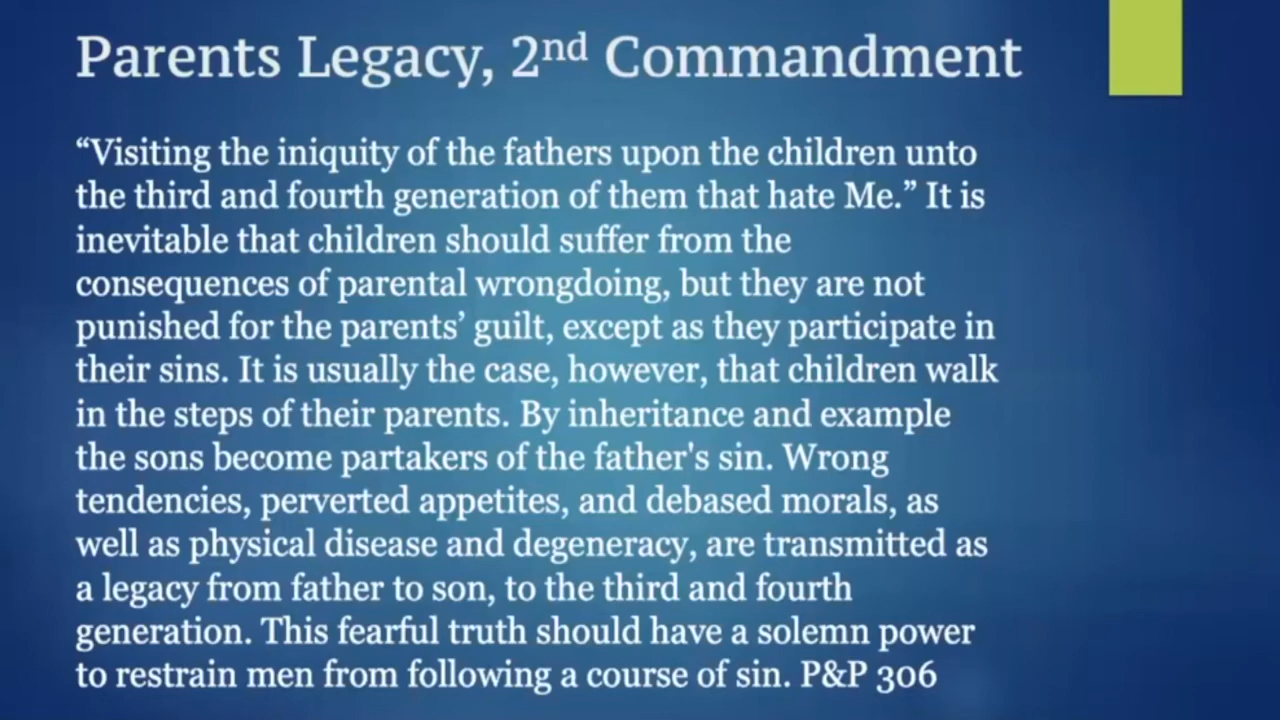 Parents Legacy, 2nd Commandment
“Visiting the iniquity of the fathers upon the children unto
the third and fourth generation of them that hate Me.” It is
inevitable that children should suffer from the
consequences of parental wrongdoing, but they are not
punished for the parents’ guilt, except as they participate in
their sins. It is usually the case, however, that children walk
in the steps of their parents. By inheritance and example
the sons become partakers of the father's sin. Wrong
tendencies, perverted appetites, and debased morals, as
well as physical disease and degeneracy, are transmitted as
a legacy from father to son, to the third and fourth
generation. This fearful truth should have a solemn power
to restrain men from following a course of sin. P&P 306